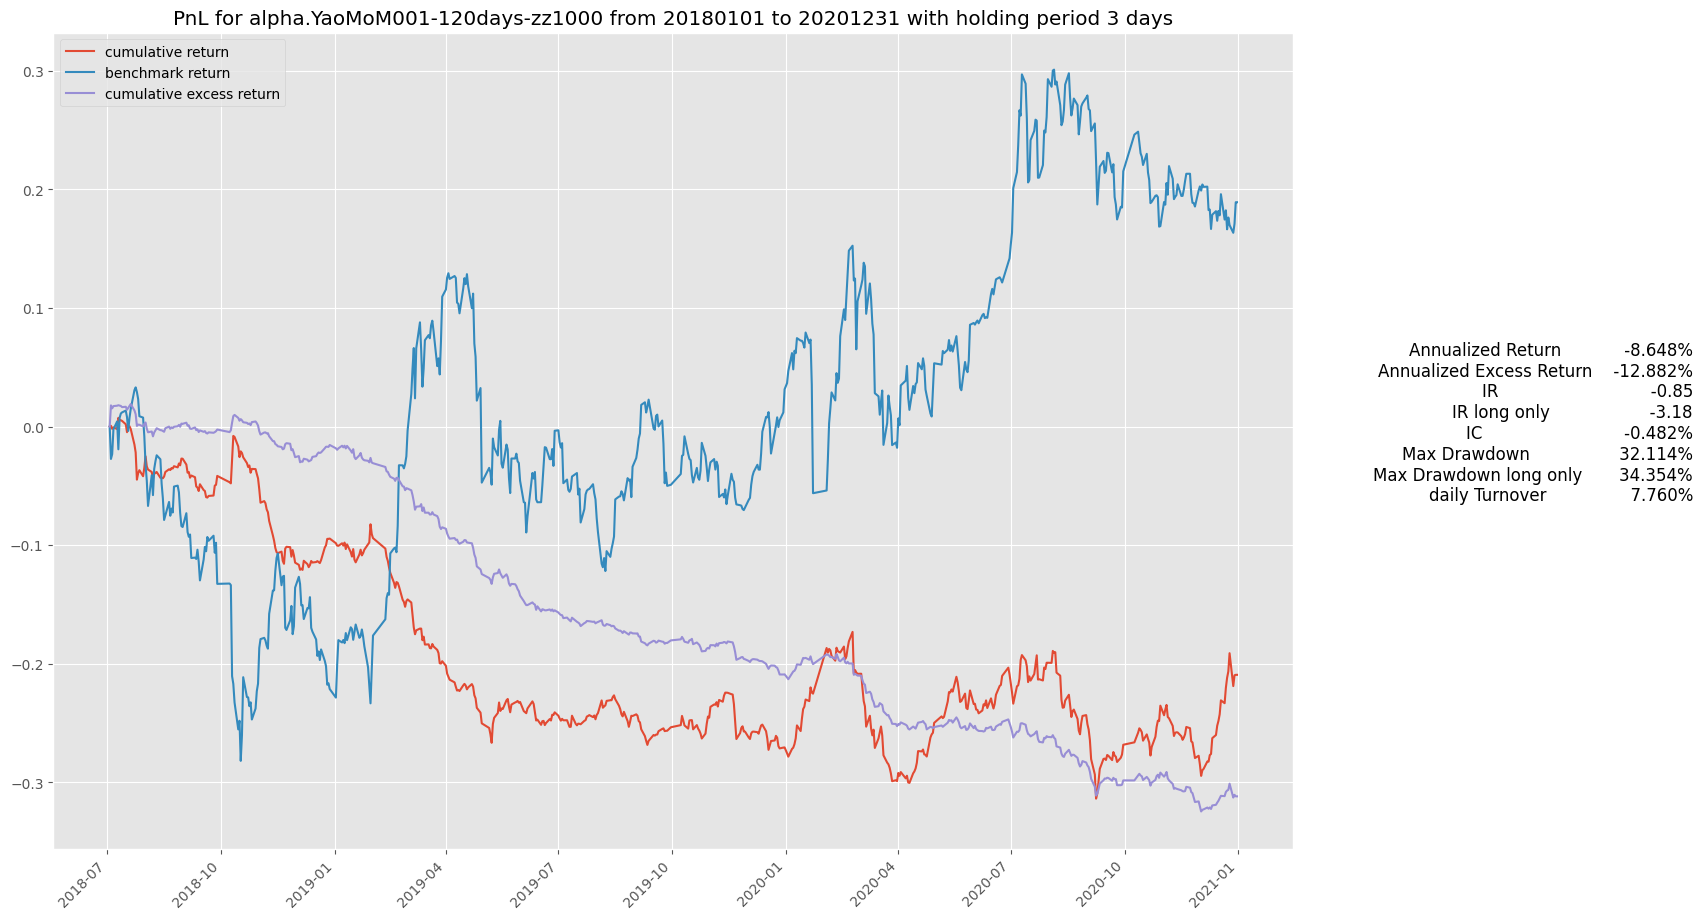 PnL for alpha.YaoMoM001-120days-zz1000 from 20180101 to 20201231 with holding period 3 days
cumulative return
benchmark return
cumulative excess return
0.3
0.2
0.1
0.0
−0.1
−0.2
−0.3
2018-07
2018-10
2019-01
2019-04
2019-07
2019-10
2020-01
2020-04
2020-07
2020-10
2021-01
Annualized Return -8.648%
Annualized Excess Return -12.882%
IR -0.85
IR long only -3.18
IC -0.482%
Max Drawdown 32.114%
Max Drawdown long only 34.354%
daily Turnover 7.760%